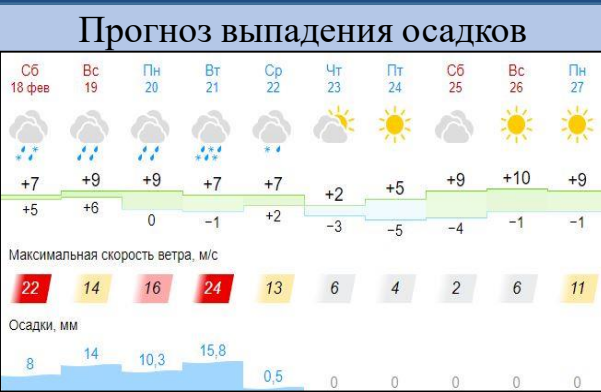 Прогноз выпадения осадков
Сб Вс Пн Вт Ср Чт Пт Сб Вс Пн
18 фев 19 20 21 22 23 24 25 26 27
+7 +9 +9 +7 +7 +2 +5 +9 +10 +9
+5 +6 0 −1 +2 −3 −5 −4 −1 −1
Максимальная скорость ветра, м/с
22 14 16 24 13 6 4 2 6 11
Осадки, мм
8 14 10,3 15,8 0,5 0 0 0 0 0